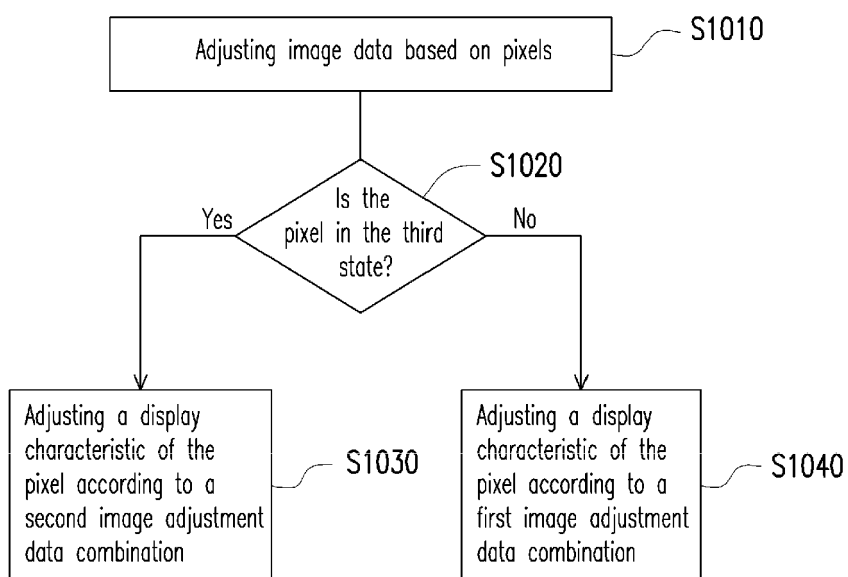 Adjusting image data based on pixels
S1010
S1020
Is the
pixel in the third
state?
Yes
No
Adjusting a display
characteristic of the
pixel according to a
second image adjustment
data combination
S1030
Adjusting a display
characteristic of the
pixel according to a
first image adjustment
data combination
S1040